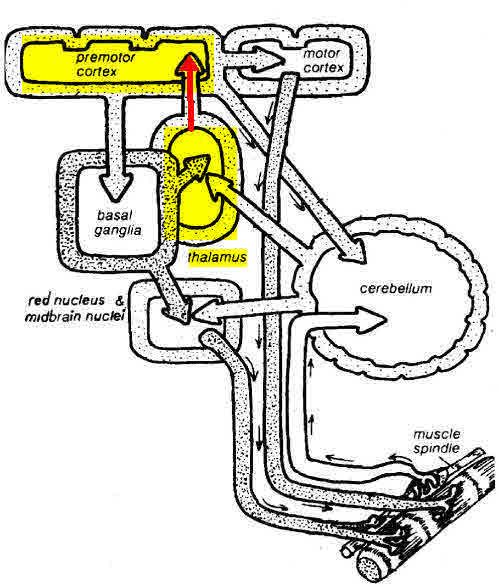 premotor
cortex
motor
cortex
basal
ganglia
thalamus
red nucleus &
midbrain nuclei
cerebellum
muscle
spindle